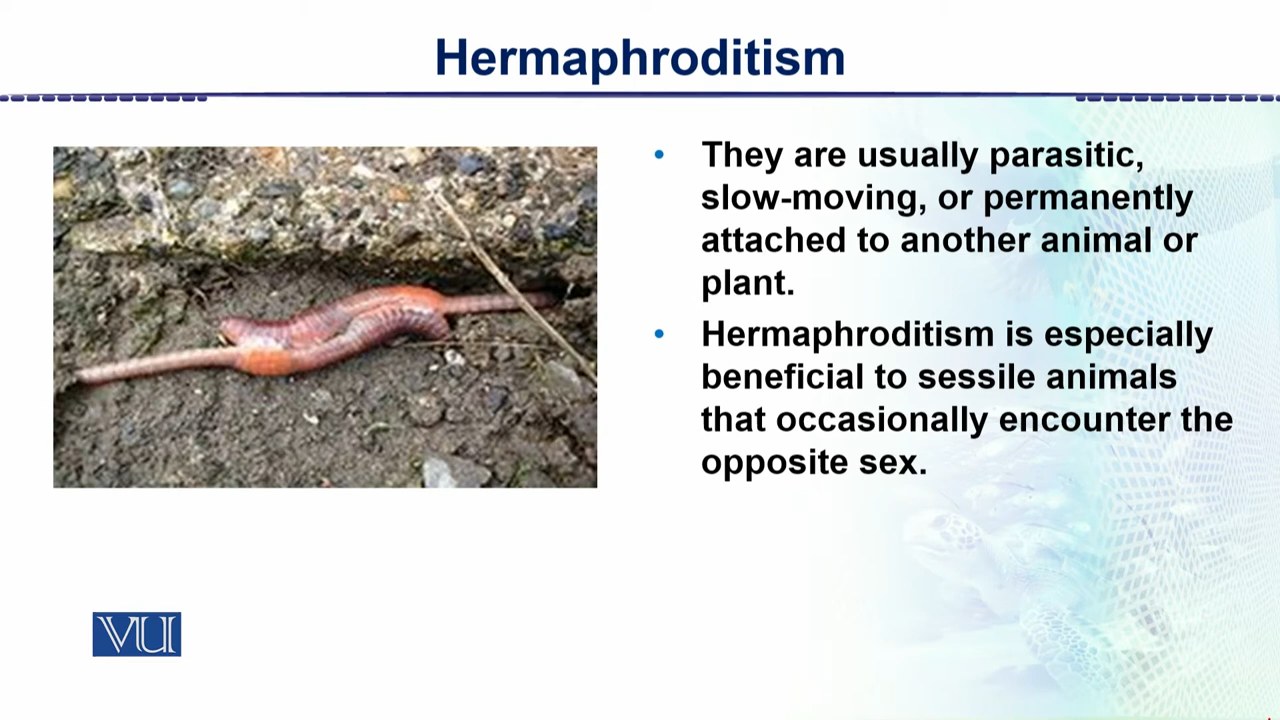 Hermaphroditism
• They are usually parasitic,
slow-moving, or permanently
attached to another animal or
plant.
• Hermaphroditism is especially
beneficial to sessile animals
that occasionally encounter the
opposite sex.
VU